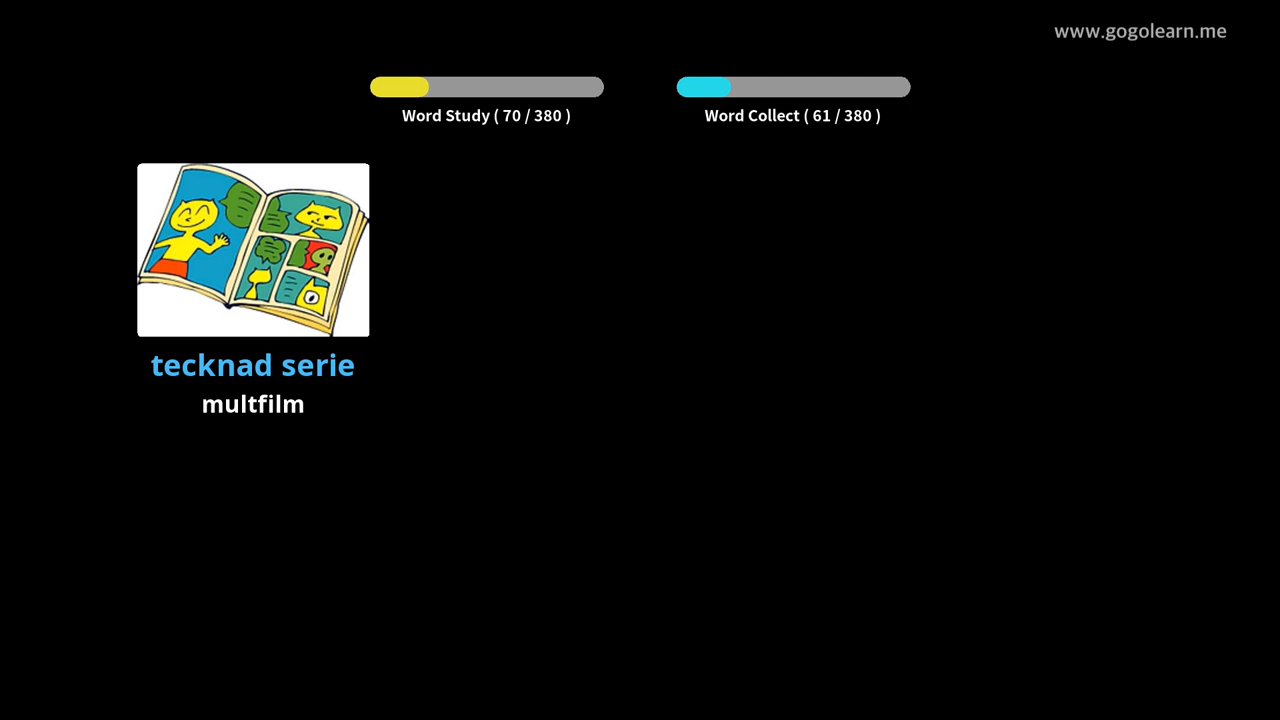 www.gogolearn.me
Word Study ( 70 / 380 )
Word Collect ( 61 / 380 )
tecknad serie
multfilm